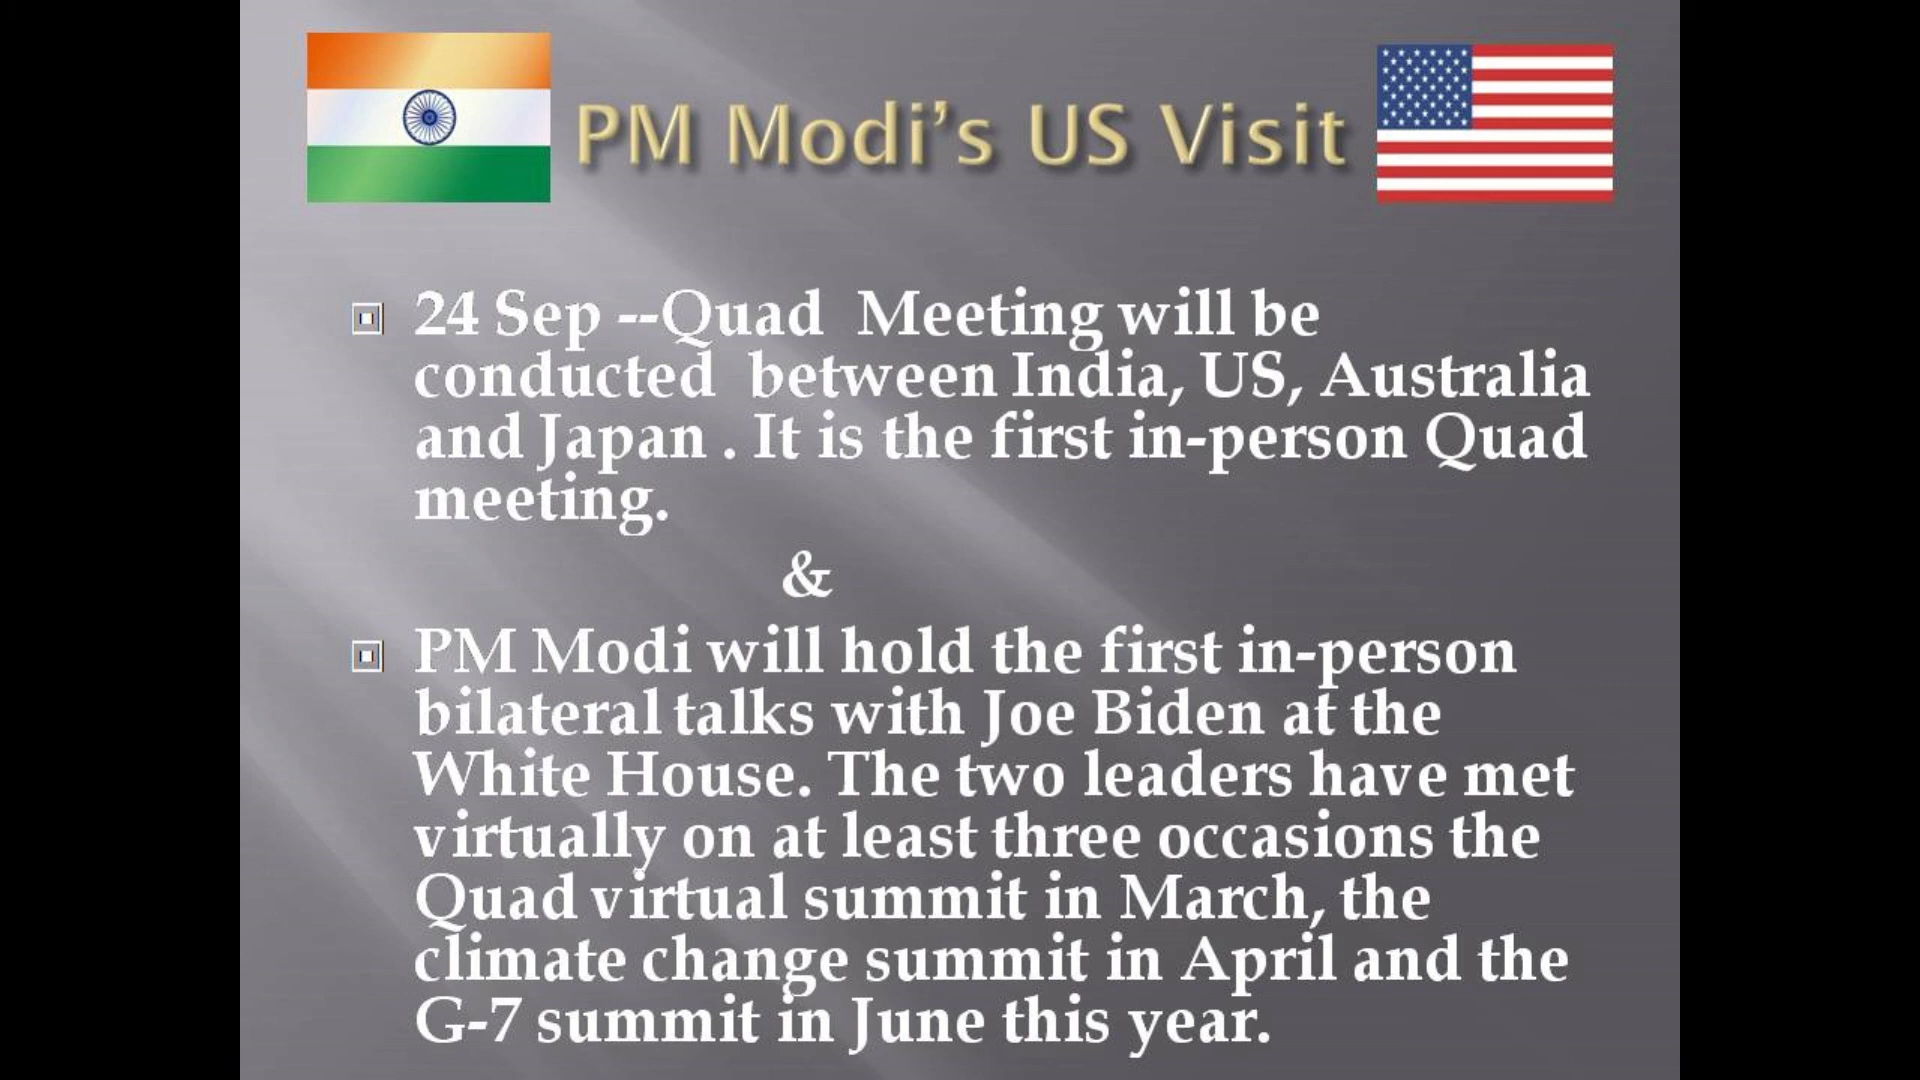 PM Modi's US Visit
24 Sep --Quad Meeting will be
conducted between India, US, Australia
and Japan . It is the first in-person Quad
meeting.
&
PM Modi will hold the first in-person
bilateral talks with Joe Biden at the
White House. The two leaders have met
virtually on at least three occasions the
Quad virtual summit in March, the
climate change summit in April and the
G-7 summit in June this year.